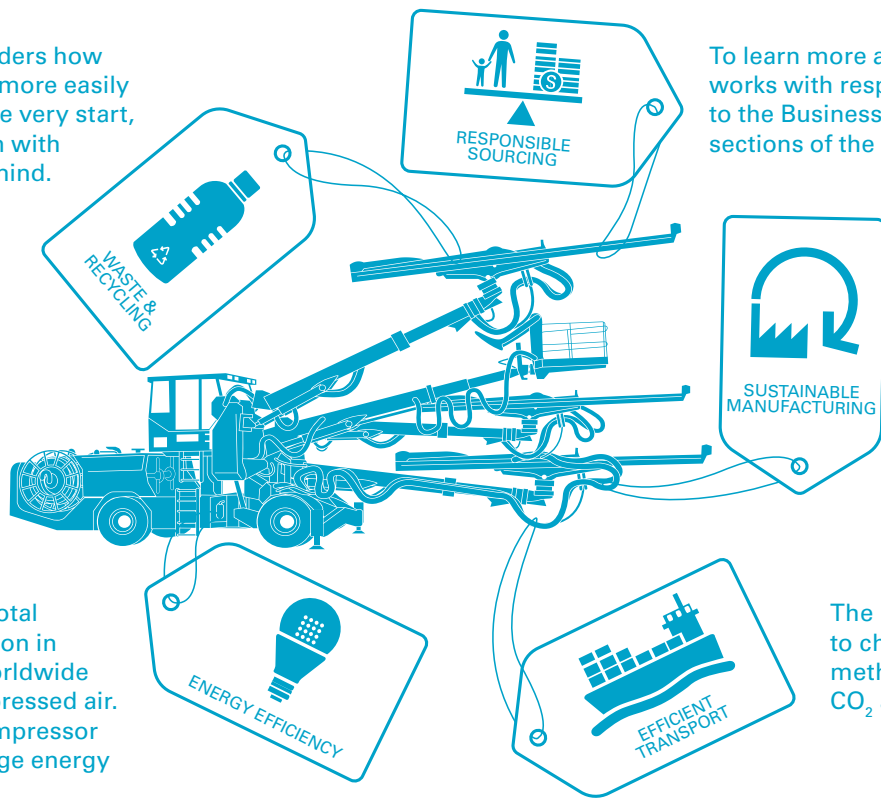 ders how
more easily
e very start,
n with
mind.
RESPONSIBLE
SOURCING
To learn more a
works with resp
to the Business
sections of the
WASTE &
RECYCLING
SUSTAINABLE
MANUFACTURING
otal
on in
orldwide
pressed air.
mpressor
ge energy
ENERGY EFFICIENCY
EFFICIENT
TRANSPORT
The
to ch
meth
CO₂